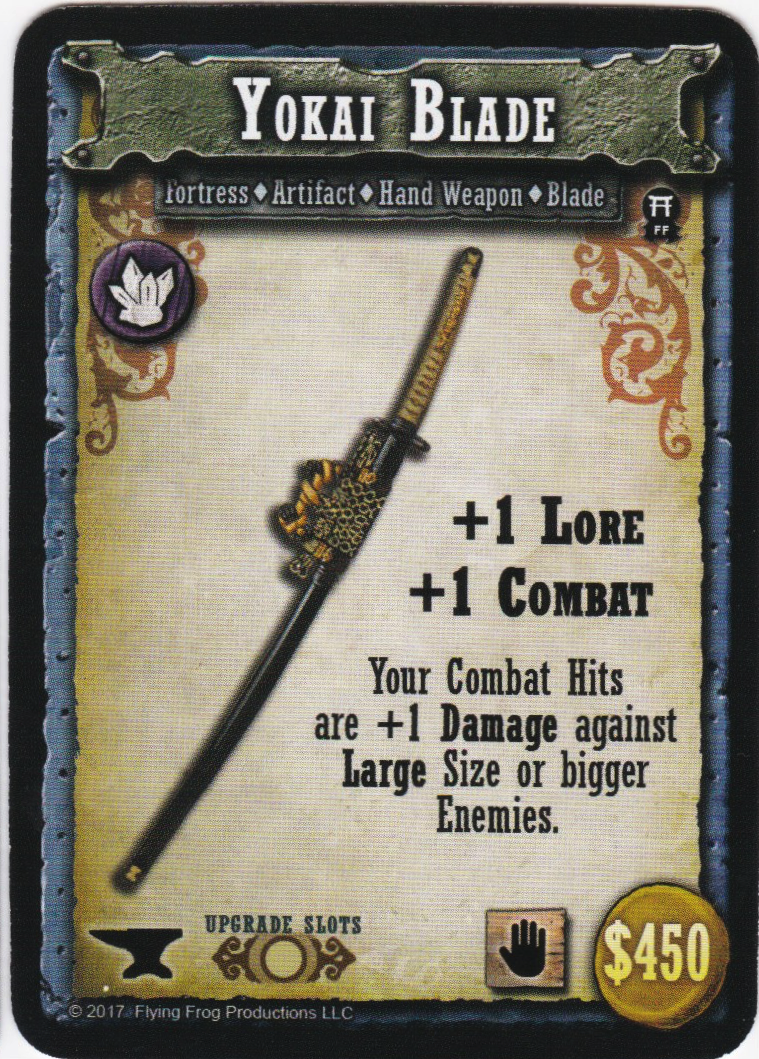 YOKAI BLADE
Fortress ♦ Artifact ♦ Hand Weapon ♦ Blade
FF
+1 LORE
+1 COMBAT
Your Combat Hits
are +1 Damage against
Large Size or bigger
Enemies.
UPGRADE SLOTS
$450
© 2017 Flying Frog Productions LLC